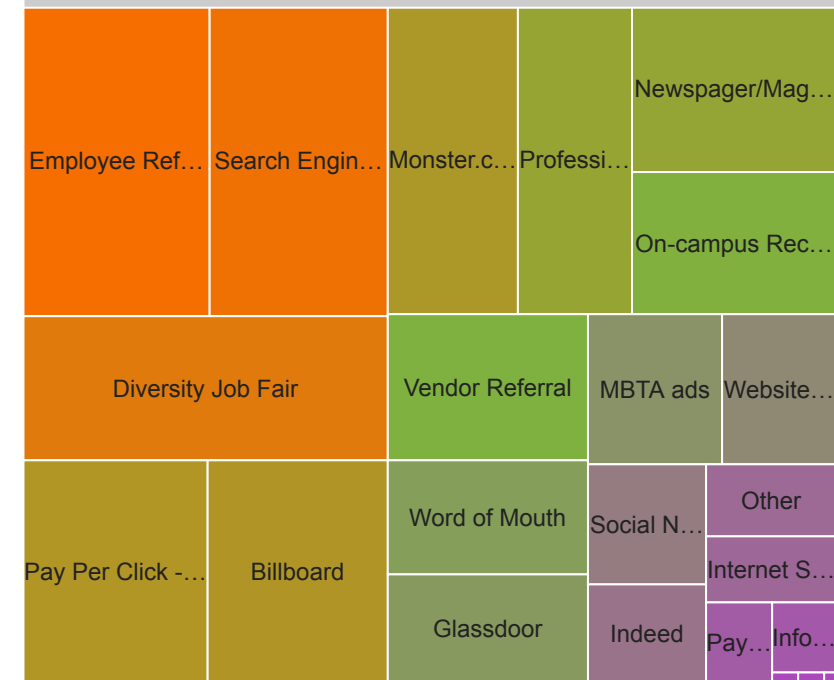 Employee Ref…
Search Engin…
Monster.c…
Professi…
Newspager/Mag…
On-campus Rec…
Diversity Job Fair
Vendor Referral
MBTA ads
Website…
Pay Per Click -…
Billboard
Word of Mouth
Glassdoor
Social N…
Indeed
Other
Internet S…
Pay…
Info…